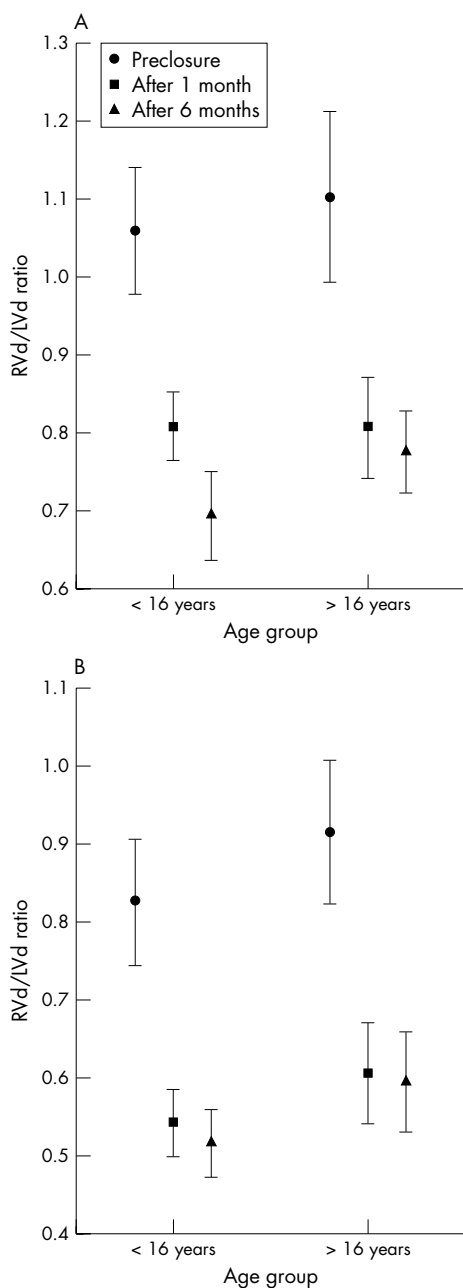 A
1.3
Preclosure
After 1 month
After 6 months
1.2
1.1
1.0
0.9
0.8
0.7
0.6
RVd/LVd ratio
< 16 years > 16 years
Age group
B
1.1
1.0
0.9
0.8
0.7
0.6
0.5
0.4
RVd/LVd ratio
< 16 years > 16 years
Age group